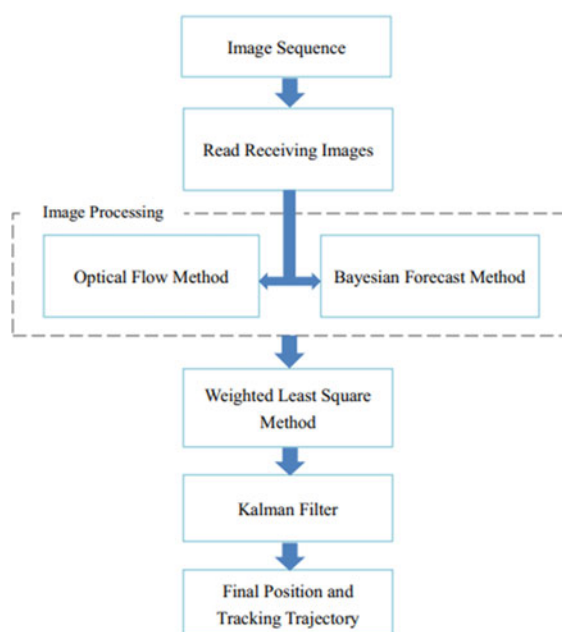 Image Sequence
Read Receiving Images
Image Processing
Optical Flow Method
Bayesian Forecast Method
Weighted Least Square
Method
Kalman Filter
Final Position and
Tracking Trajectory